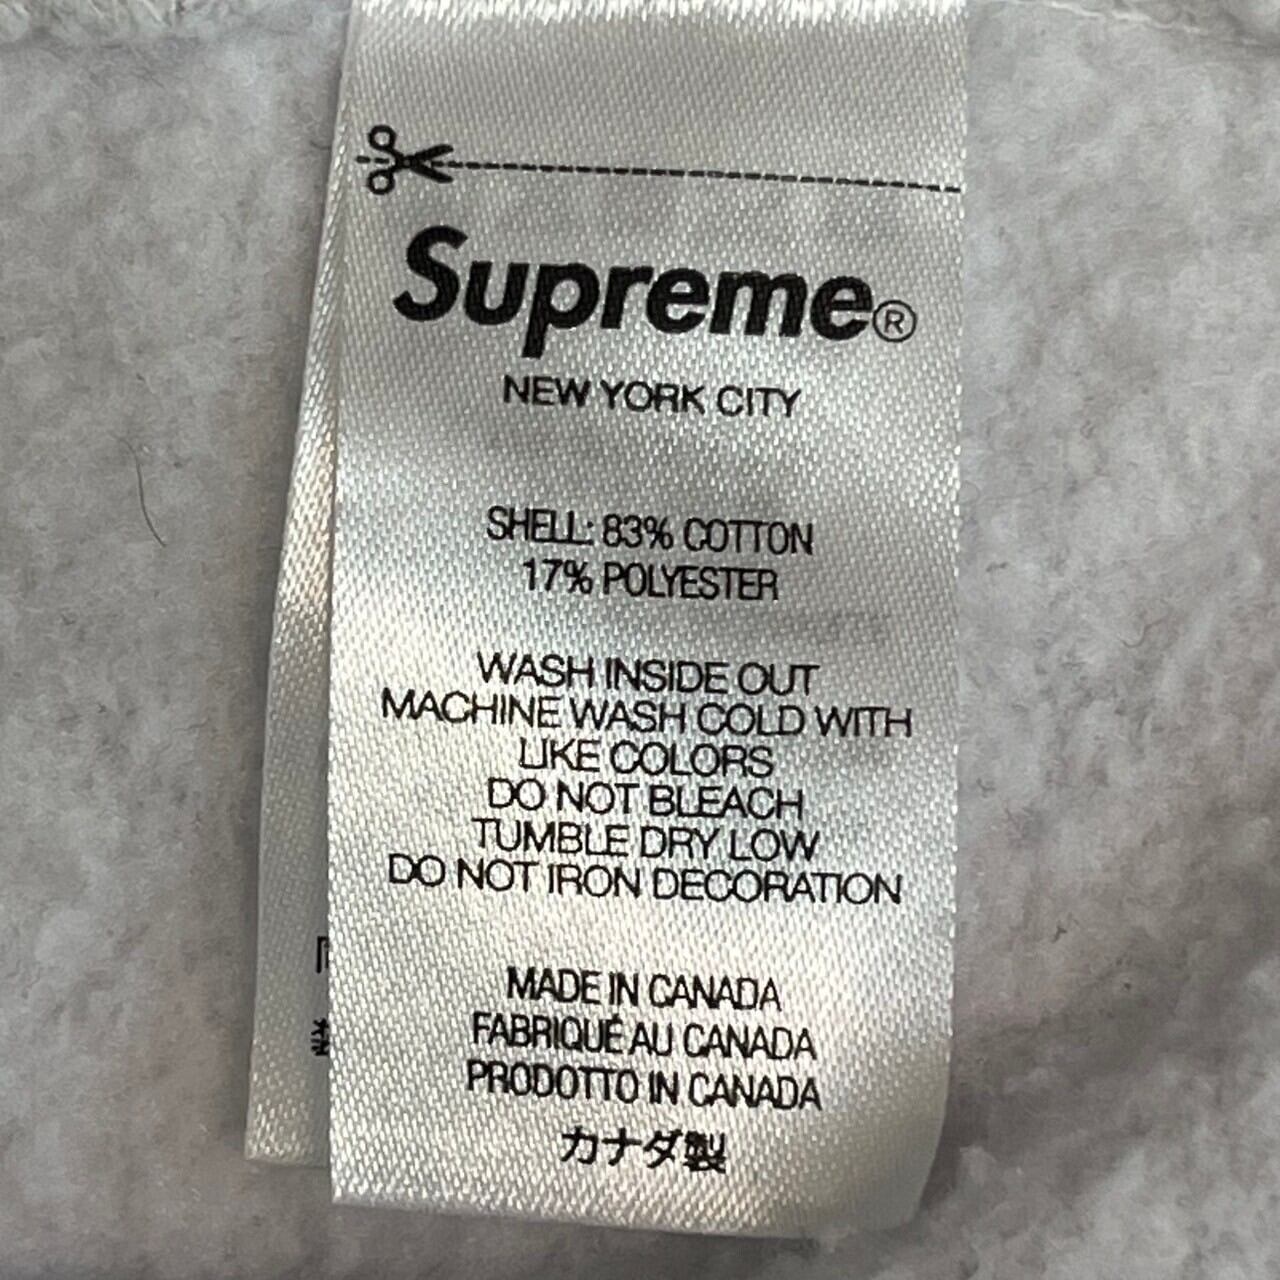 Supreme®
NEW YORK CITY
SHELL: 83% COTTON
17% POLYESTER
WASH INSIDE OUT
MACHINE WASH COLD WITH
LIKE COLORS
DO NOT BLEACH
TUMBLE DRY LOW
DO NOT IRON DECORATION
MADE IN CANADA
FABRIQUÉ AU CANADA
PRODOTTO IN CANADA
カナダ製